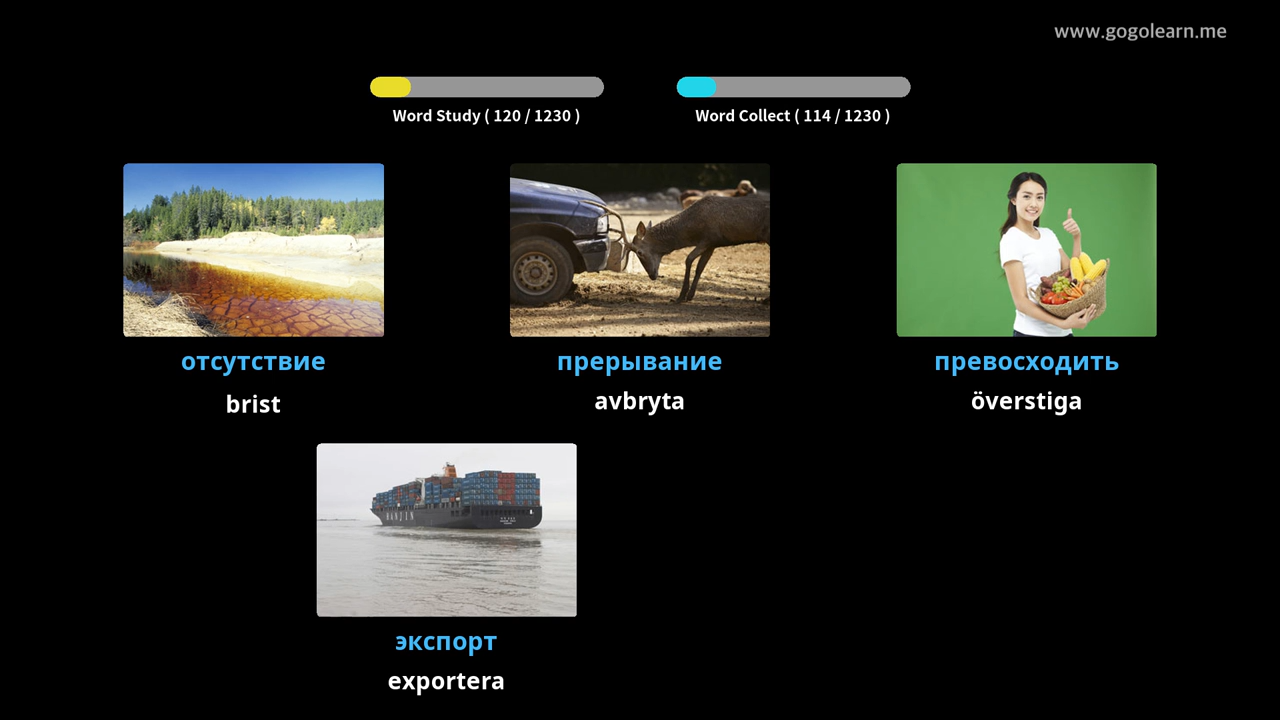 www.gogolearn.me
Word Study ( 120 / 1230 )
Word Collect ( 114 / 1230 )
отсутствие
brist
прерывание
avbryta
превосходить
överstiga
HANJIN
экспорт
exportera